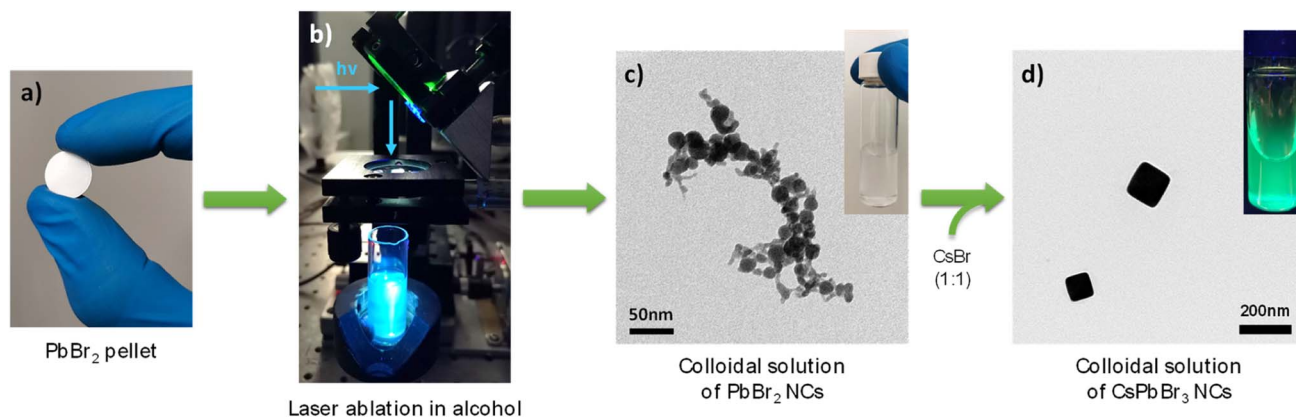 a)
PbBr₂ pellet
b)
hν
Laser ablation in alcohol
c)
50nm
Colloidal solution
of PbBr₂ NCs
CsBr
(1:1)
d)
200nm
Colloidal solution
of CsPbBr₃ NCs